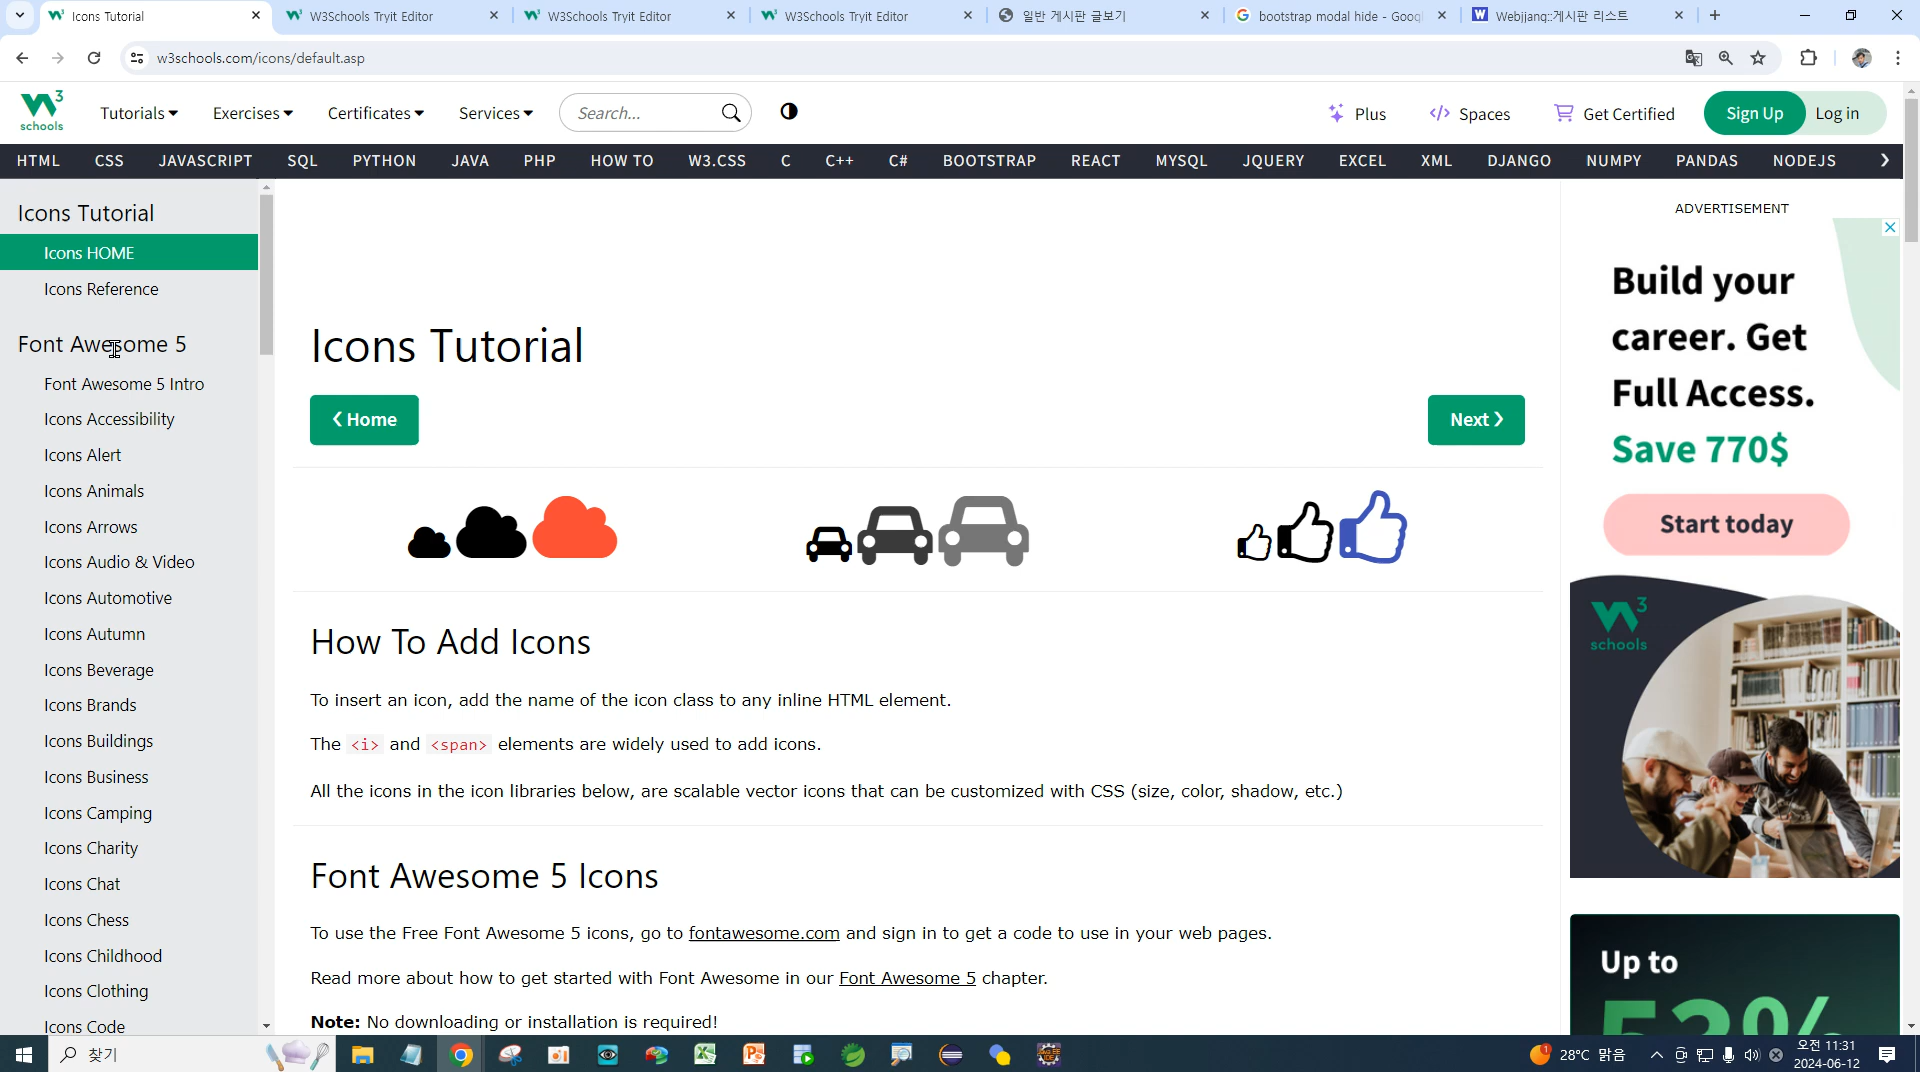 Icons Tutorial
W3Schools Tryit Editor
W3Schools Tryit Editor
W3Schools Tryit Editor
일반 게시판 글보기
bootstrap modal hide - Goog
Webjjang::게시판 리스트
w3schools.com/icons/default.asp
schools
Tutorials
Exercises
Certificates
Services
Search...
Plus
Spaces
Get Certified
Sign Up
Log in
HTML CSS JAVASCRIPT SQL PYTHON JAVA PHP HOW TO W3.CSS C C++ C# BOOTSTRAP REACT MYSQL JQUERY EXCEL XML DJANGO NUMPY PANDAS NODEJS
Icons Tutorial
Icons HOME
Icons Reference
Font Awesome 5
Font Awesome 5 Intro
Icons Accessibility
Icons Alert
Icons Animals
Icons Arrows
Icons Audio & Video
Icons Automotive
Icons Autumn
Icons Beverage
Icons Brands
Icons Buildings
Icons Business
Icons Camping
Icons Charity
Icons Chat
Icons Chess
Icons Childhood
Icons Clothing
Icons Code
Icons Tutorial
❮ Home
Next ❯
How To Add Icons
To insert an icon, add the name of the icon class to any inline HTML element.
The <i> and <span> elements are widely used to add icons.
All the icons in the icon libraries below, are scalable vector icons that can be customized with CSS (size, color, shadow, etc.)
Font Awesome 5 Icons
To use the Free Font Awesome 5 icons, go to fontawesome.com and sign in to get a code to use in your web pages.
Read more about how to get started with Font Awesome in our Font Awesome 5 chapter.
Note: No downloading or installation is required!
ADVERTISEMENT
Build your
career. Get
Full Access.
Save 770$
Start today
W3
schools
Up to
53%
찾기
28°C 맑음
오전 11:31
2024-06-12